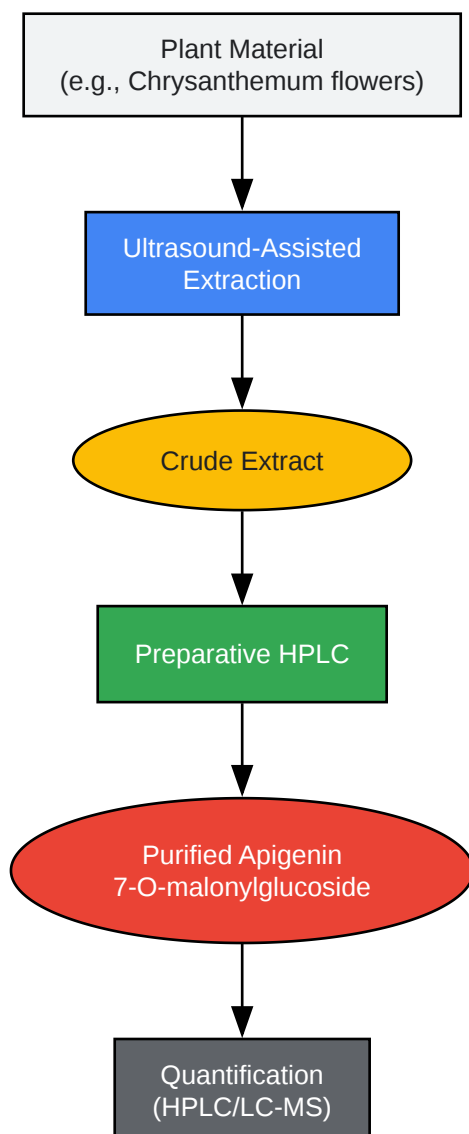 Plant Material
(e.g., Chrysanthemum flowers)
Ultrasound-Assisted
Extraction
Crude Extract
Preparative HPLC
Purified Apigenin
7-O-malonylglucoside
Quantification
(HPLC/LC-MS)